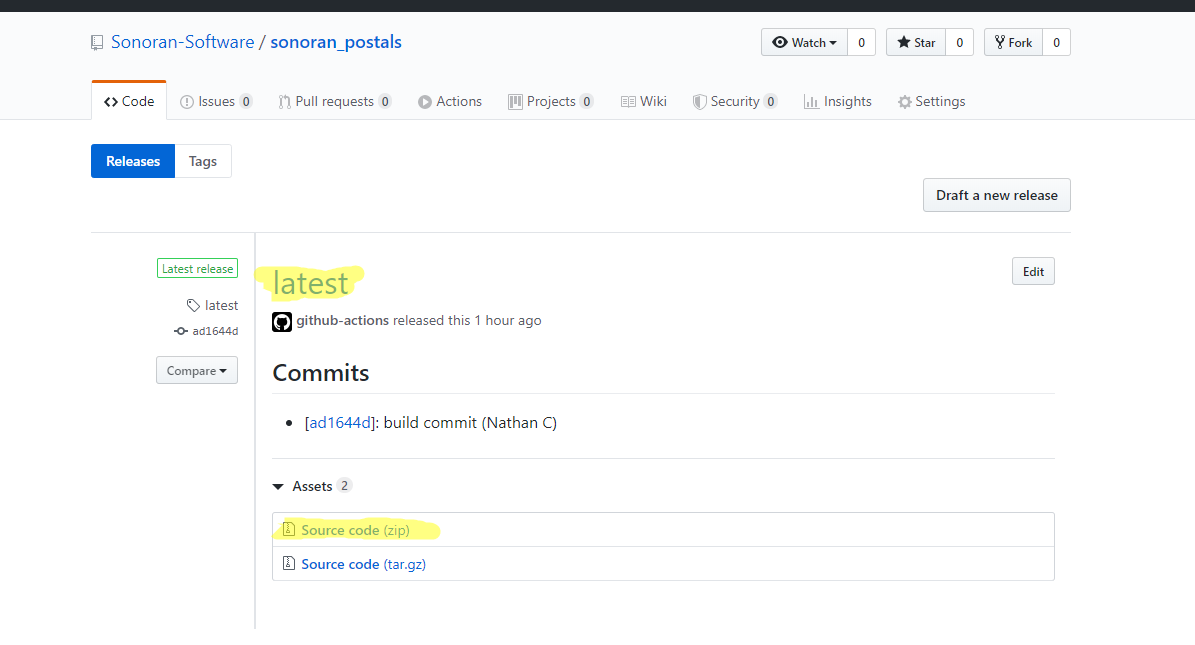 Sonoran-Software / sonoran_postals
Watch 0 Star 0 Fork 0
Code Issues 0 Pull requests 0 Actions Projects 0 Wiki Security 0 Insights Settings
Releases Tags
Draft a new release
Latest release
latest
ad1644d
Compare
latest
Edit
github-actions released this 1 hour ago
Commits
• [ad1644d]: build commit (Nathan C)
Assets 2
Source code (zip)
Source code (tar.gz)